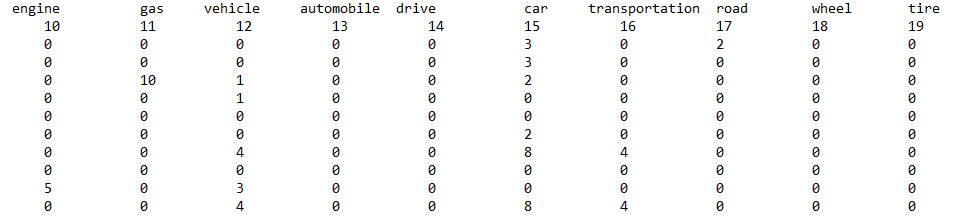 engine gas vehicle automobile drive car transportation road wheel tire
10 11 12 13 14 15 16 17 18 19
0 0 0 0 0 3 0 2 0 0
0 0 0 0 0 3 0 0 0 0
0 10 1 0 0 2 0 0 0 0
0 0 1 0 0 0 0 0 0 0
0 0 0 0 0 0 0 0 0 0
0 0 0 0 0 2 0 0 0 0
0 0 4 0 0 8 4 0 0 0
0 0 0 0 0 0 0 0 0 0
5 0 3 0 0 0 0 0 0 0
0 0 4 0 0 8 4 0 0 0